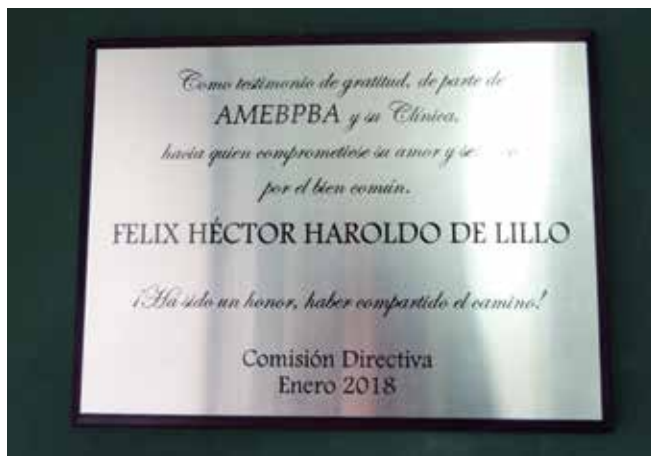 Como testimonio de gratitud, de parte de
AMEBPBA y su Clínica,
hacia quien comprometiese su amor y
por el bien común.
FELIX HÉCTOR HAROLDO DE LILLO
¡Ha sido un honor, haber compartido el camino!
Comisión Directiva
Enero 2018